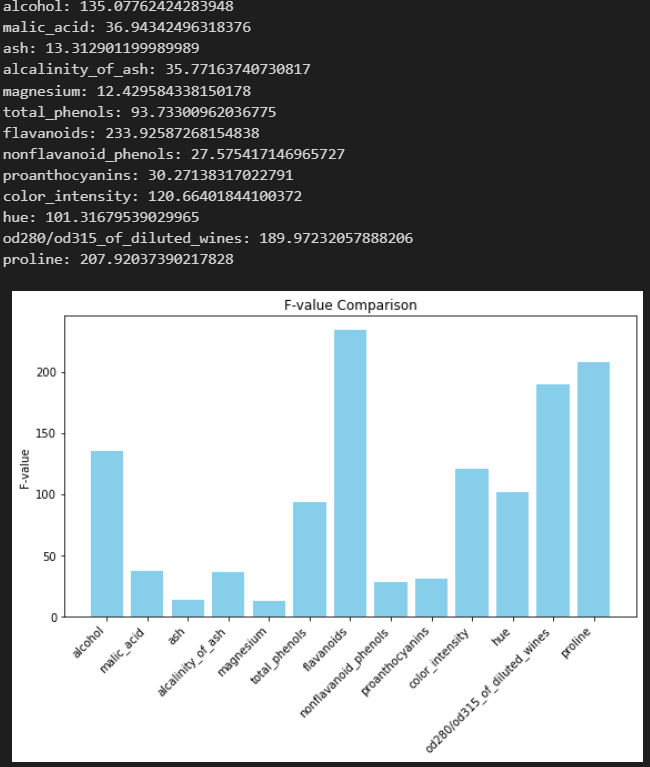 alcohol: 135.07762424283948
malic_acid: 36.94342496318376
ash: 13.312901199989989
alcalinity_of_ash: 35.77163740730817
magnesium: 12.429584338150178
total_phenols: 93.73300962036775
flavanoids: 233.92587268154838
nonflavanoid_phenols: 27.575417146965727
proanthocyanins: 30.27138317022791
color_intensity: 120.66401844100372
hue: 101.31679539029965
od280/od315_of_diluted_wines: 189.97232057888206
proline: 207.92037390217828
F-value Comparison
F-value
200
150
100
50
0
alcohol
malic_acid
ash
alcalinity_of_ash
magnesium
total_phenols
flavanoids
nonflavanoid_phenols
proanthocyanins
color_intensity
hue
od280/od315_of_diluted_wines
proline